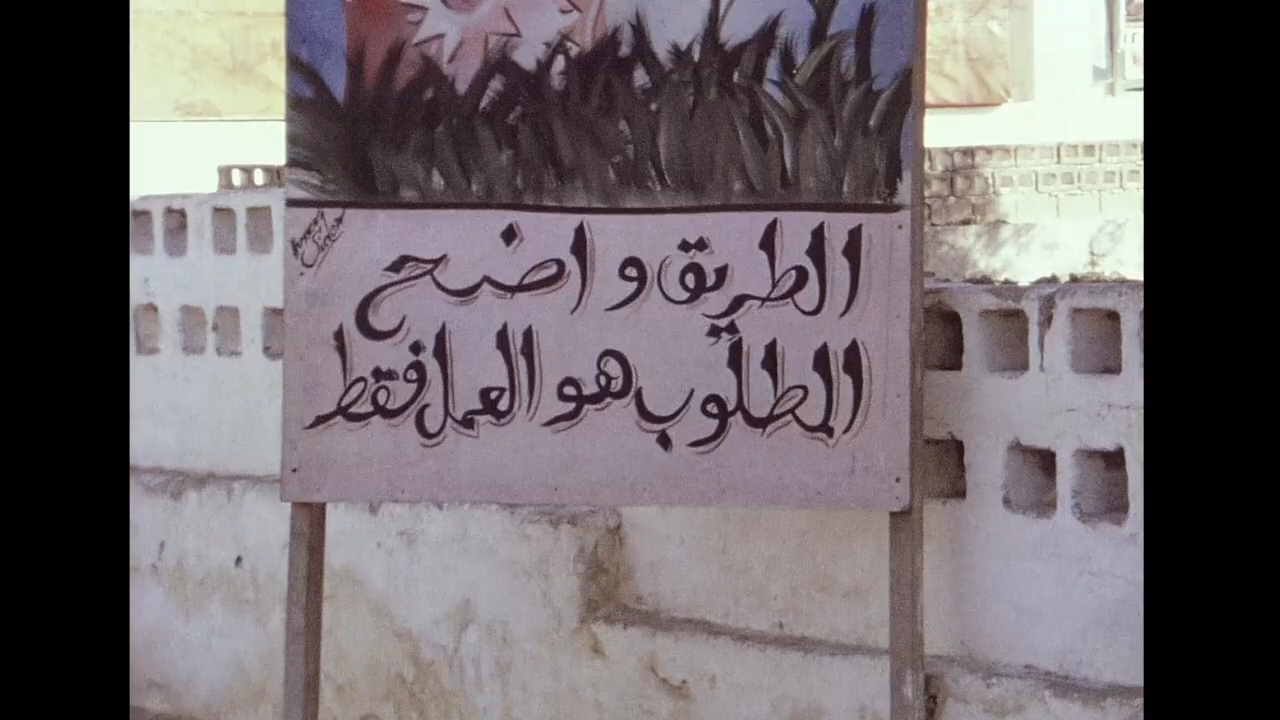 الطريق واضح
المطلوب هو العمل فقط